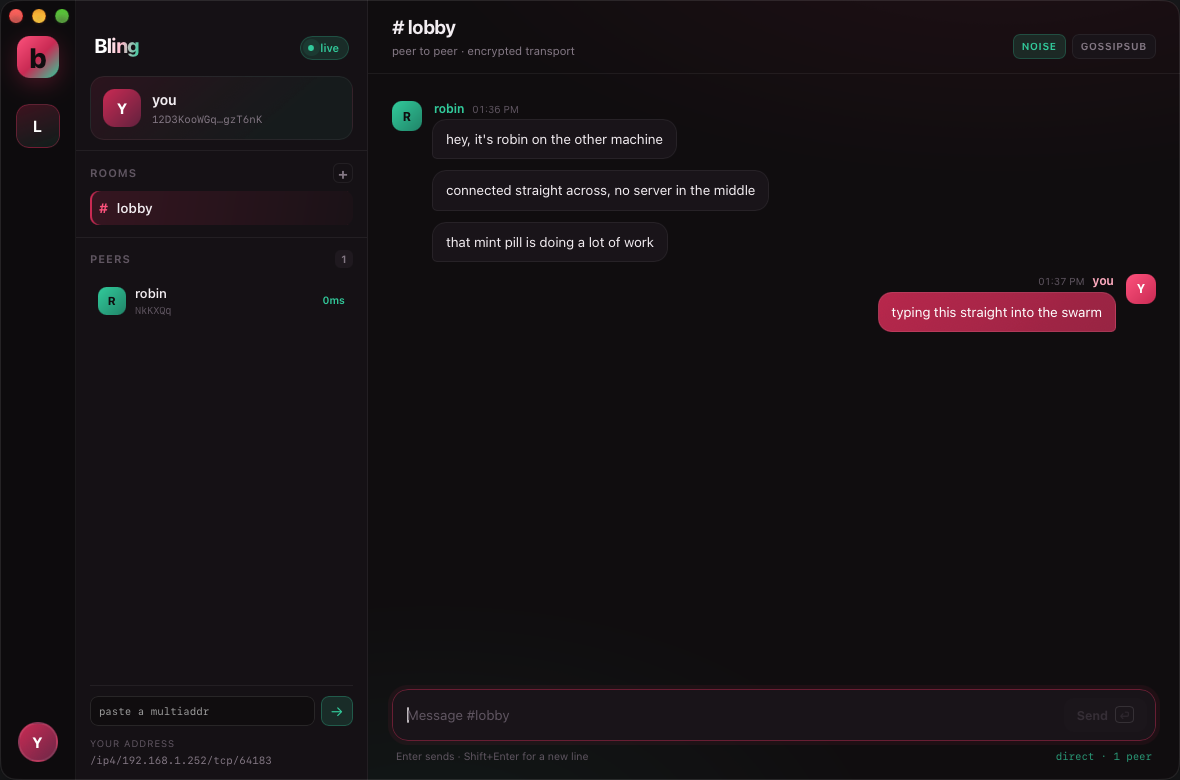 b
L
Y
Bling
live
Y
you
12D3KooWGq…gzT6nK
ROOMS
+
# lobby
PEERS
1
R
robin
0ms
NkKXQq
paste a multiaddr
→
YOUR ADDRESS
/ip4/192.168.1.252/tcp/64183
# lobby
peer to peer · encrypted transport
NOISE
GOSSIPSUB
R
robin 01:36 PM
hey, it's robin on the other machine
connected straight across, no server in the middle
that mint pill is doing a lot of work
01:37 PM you
Y
typing this straight into the swarm
Message #lobby
Send
Enter sends · Shift+Enter for a new line
direct · 1 peer